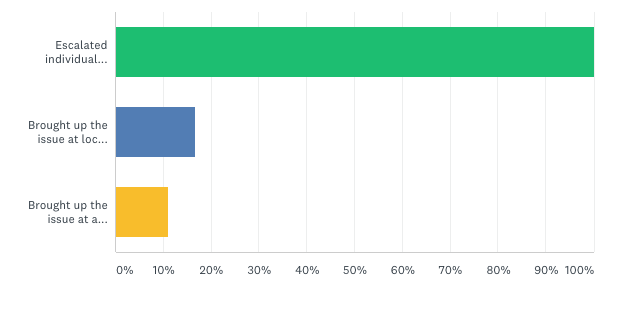 Escalated
individual...
Brought up the
issue at loc...
Brought up the
issue at a...
0% 10% 20% 30% 40% 50% 60% 70% 80% 90% 100%